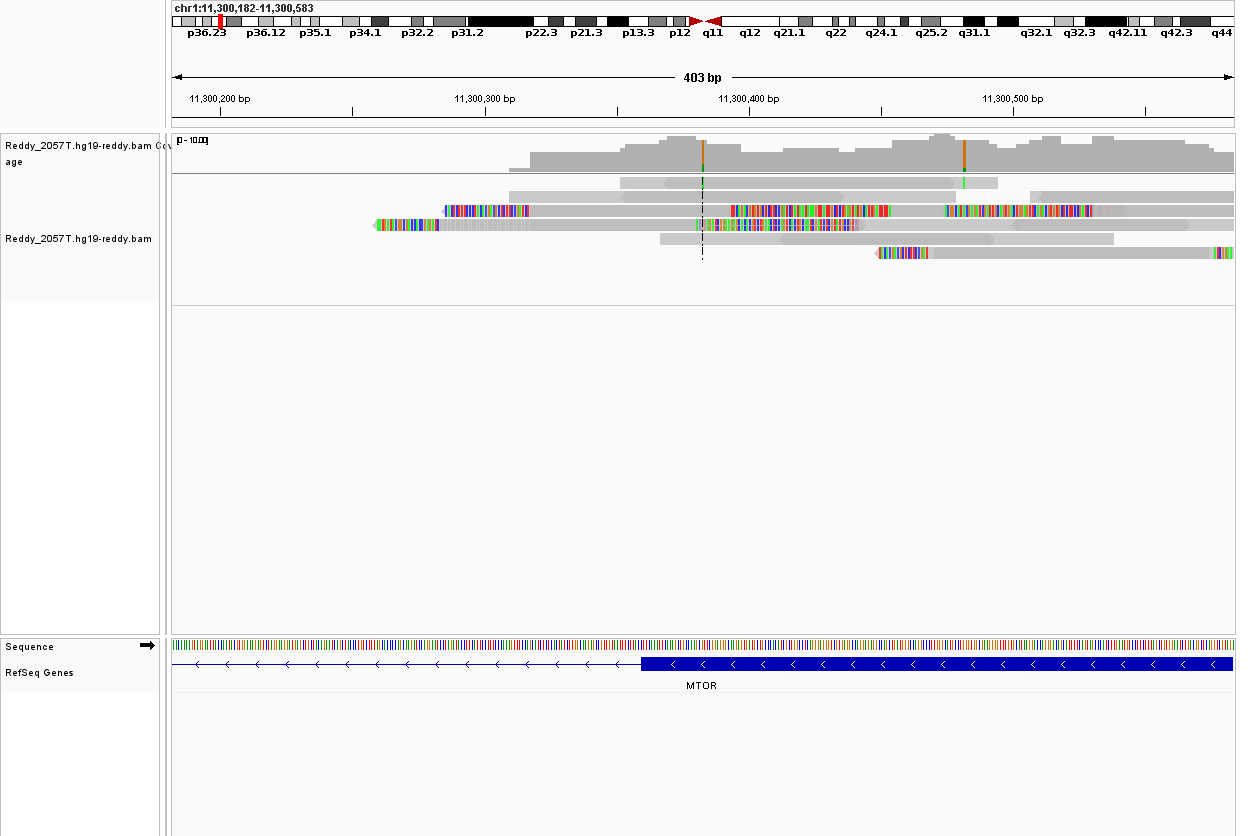 chr1:11,300,182-11,300,583
p36.23 p36.12 p35.1 p34.1 p32.2 p31.2 p22.3 p21.3 p13.3 p12 q11 q12 q21.1 q22 q24.1 q25.2 q31.1 q32.1 q32.3 q42.11 q42.3 q44
403 bp
11,300,200 bp 11,300,300 bp 11,300,400 bp 11,300,500 bp
Reddy_2057T.hg19-reddy.bam Cov
age
[0 - 10.00]
Reddy_2057T.hg19-reddy.bam
Sequence
RefSeq Genes
MTOR